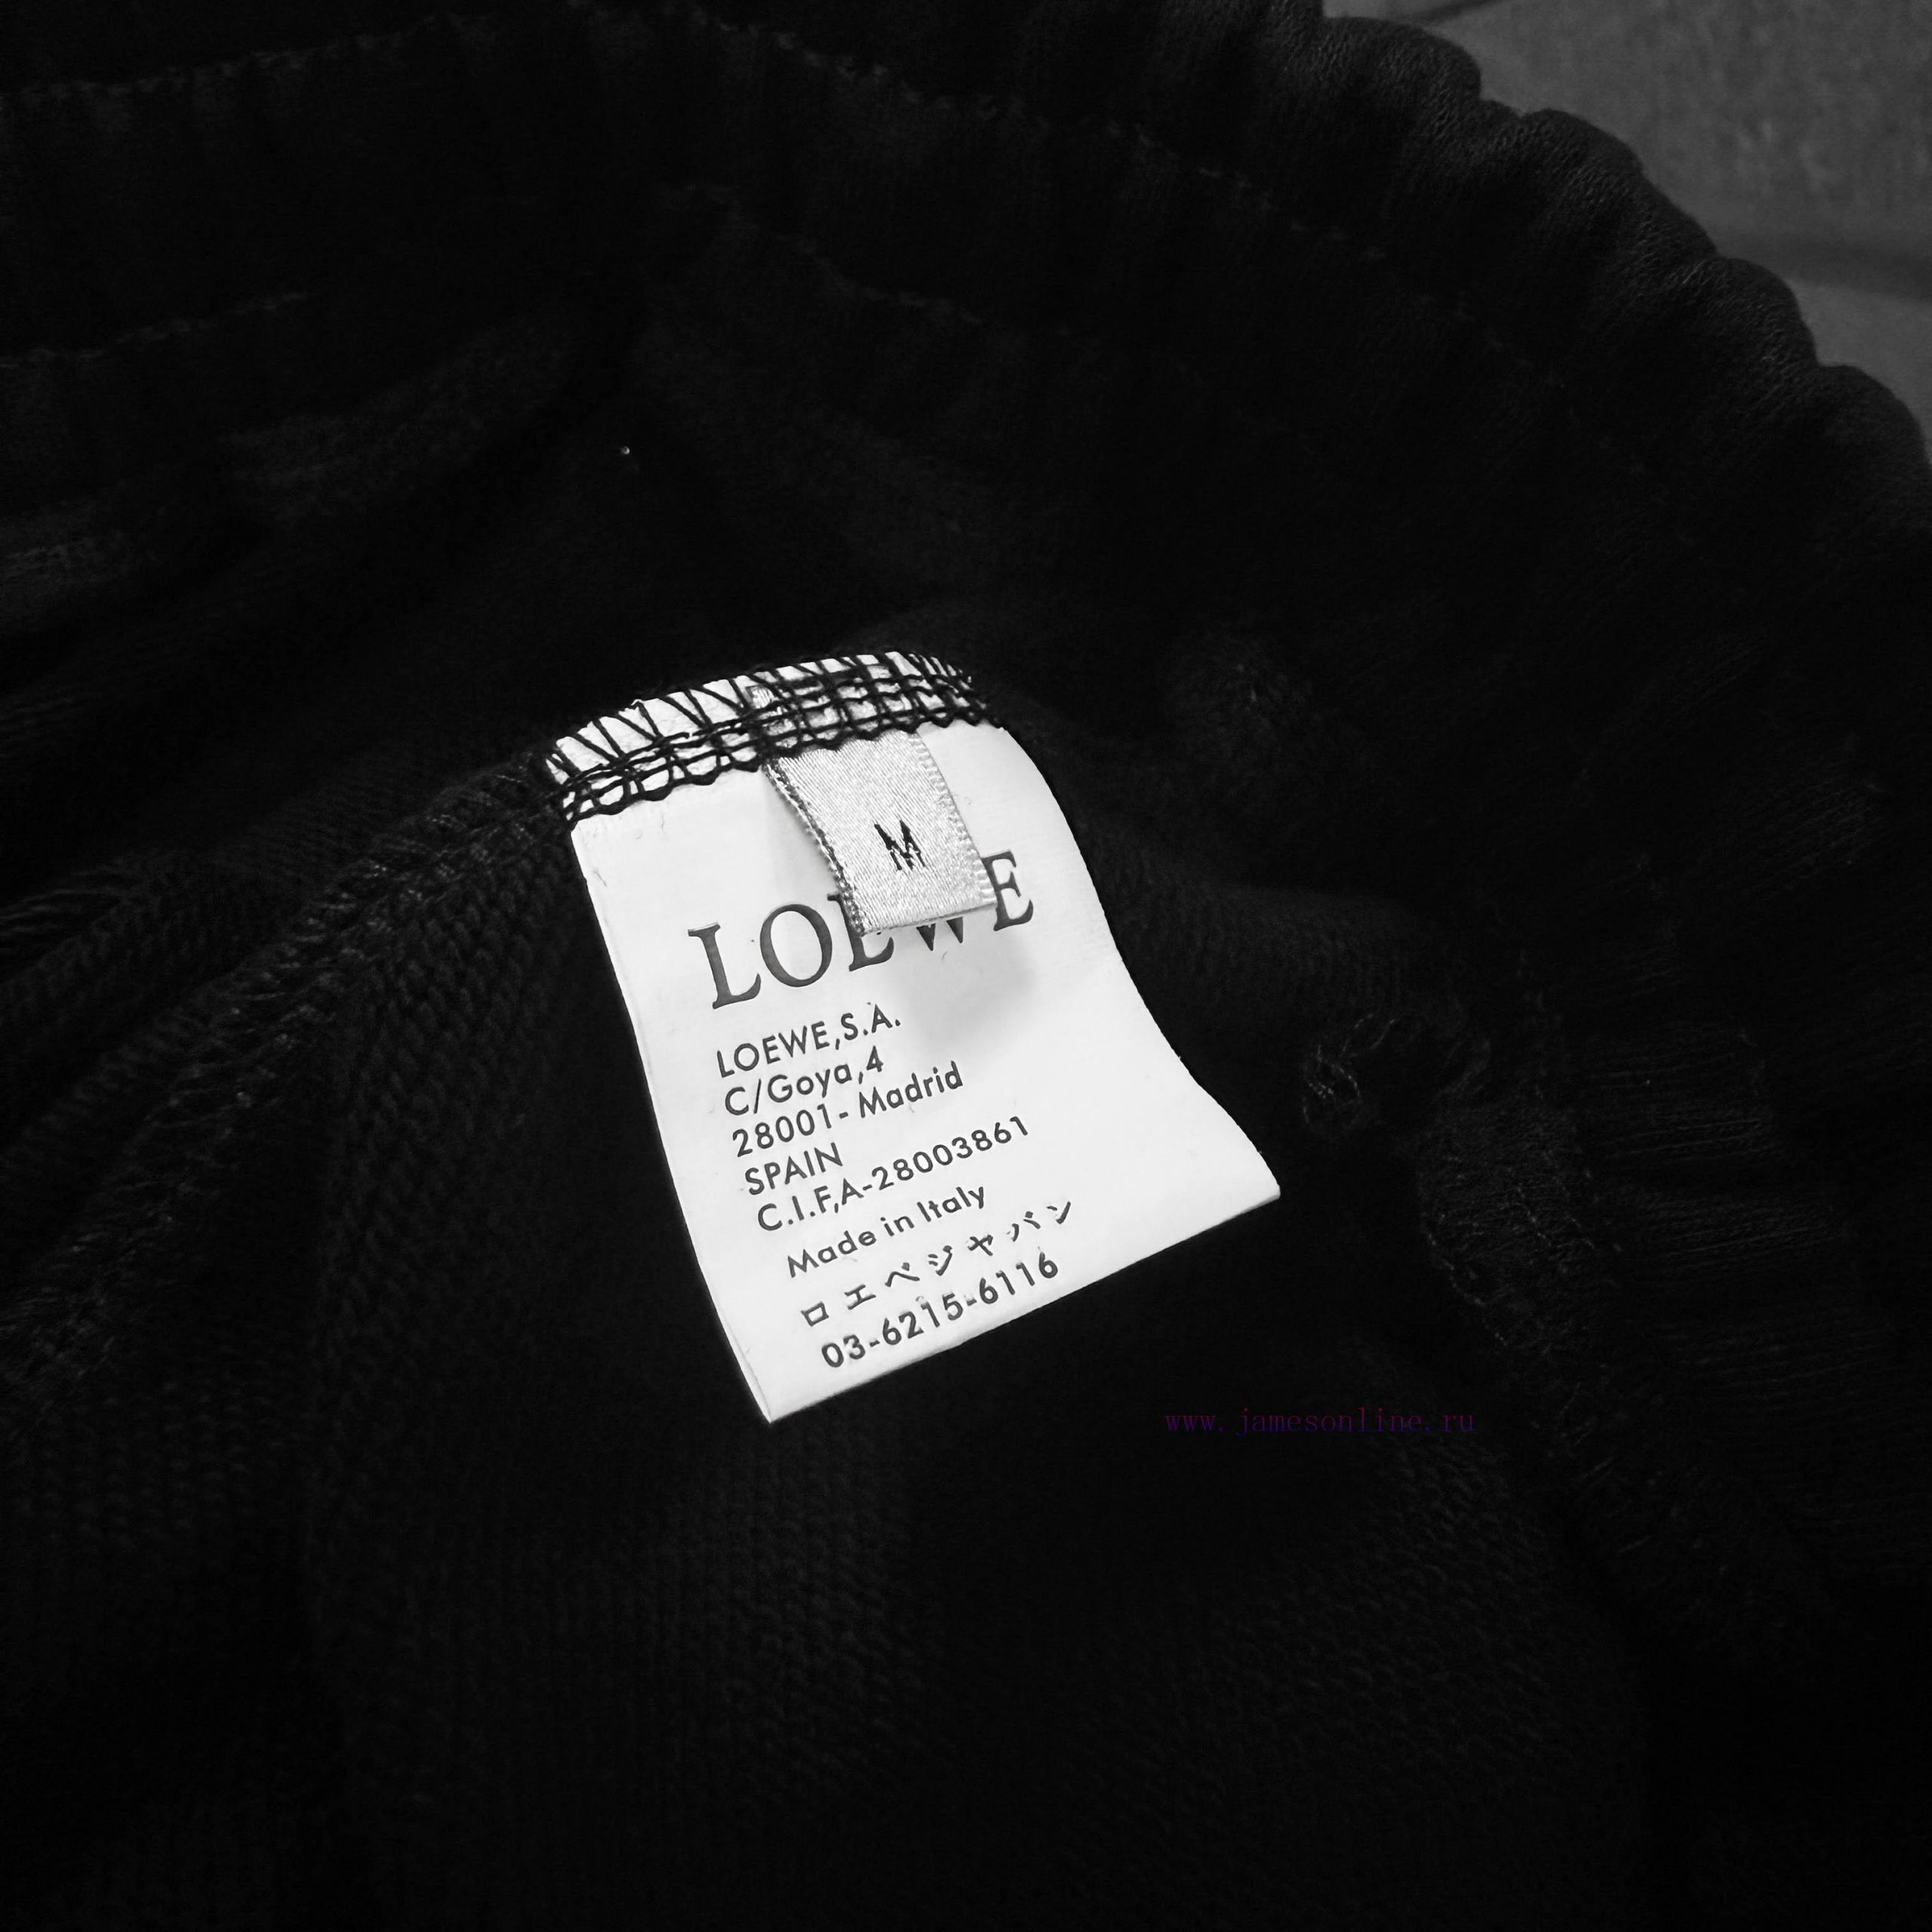 M
LOEWE
LOEWE,S.A.
C/Goya,4
28001- Madrid
SPAIN
C.I.F,A-28003861
Made in Italy
ロエベジャパン
03-6215-6116
www.jamesonline.ru